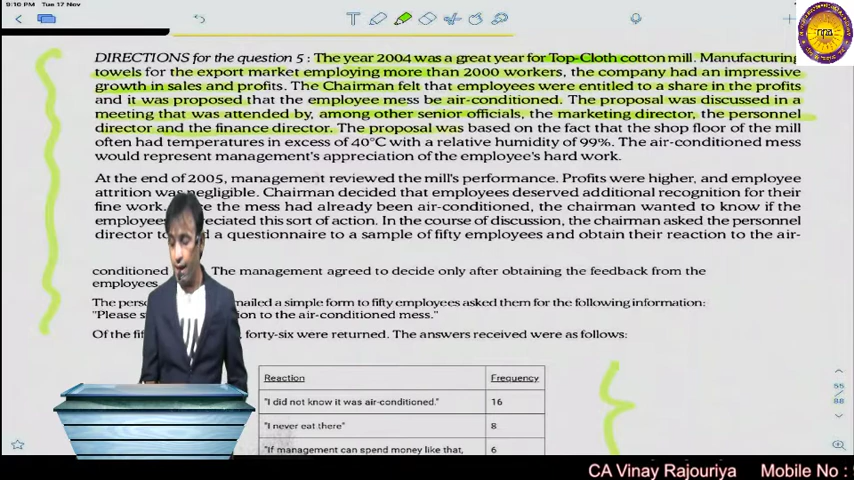 9:10 PM Tue 17 Nov
DIRECTIONS for the question 5 : The year 2004 was a great year for Top-Cloth cotton mill. Manufacturing
towels for the export market employing more than 2000 workers, the company had an impressive
growth in sales and profits. The Chairman felt that employees were entitled to a share in the profits
and it was proposed that the employee mess be air-conditioned. The proposal was discussed in a
meeting that was attended by, among other senior officials, the marketing director, the personnel
director and the finance director. The proposal was based on the fact that the shop floor of the mill
often had temperatures in excess of 40°C with a relative humidity of 99%. The air-conditioned mess
would represent management's appreciation of the employee's hard work.
At the end of 2005, management reviewed the mill's performance. Profits were higher, and employee
attrition was negligible. Chairman decided that employees deserved additional recognition for their
fine work. the mess had already been air-conditioned, the chairman wanted to know if the
employees this sort of action. In the course of discussion, the chairman asked the personnel
director a questionnaire to a sample of fifty employees and obtain their reaction to the air-
conditioned The management agreed to decide only after obtaining the feedback from the
employees
The mailed a simple form to fifty employees asked them for the following information:
"Please to the air-conditioned mess."
Of the forty-six were returned. The answers received were as follows:
Reaction Frequency
"I did not know it was air-conditioned." 16
"I never eat there" 8
"If management can spend money like that, 6
55
88
CA Vinay Rajouriya Mobile No :